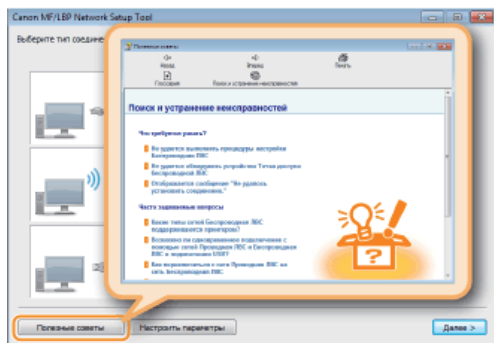 Canon MF/LBP Network Setup Tool
Выберите тип соедине
Полезные советы
Назад
Вперед
Печать
Глоссарий
Поиск и устранение неисправностей
Поиск и устранение неисправностей
Что требуется узнать?
Не удается выполнить процедуры настройки
Беспроводная ЛВС
Не удается обнаружить устройство Точка доступа
Беспроводной ЛВС
Отображается сообщение "Не удалось
установить соединение."
Часто задаваемые вопросы
Какие типы сетей Беспроводная ЛВС
поддерживаются принтером?
Возможно ли одновременное подключение с
помощью сетей Проводная ЛВС и Беспроводная
ЛВС и подключения USB?
Как переключиться с сети Проводная ЛВС на
сеть Беспроводная ЛВС
Полезные советы
Настроить параметры
Далее >